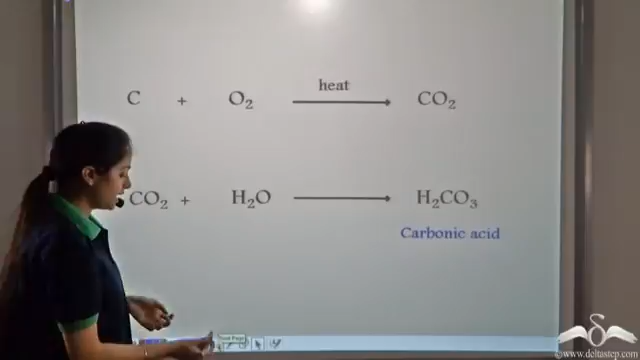 heat
C + O₂ → CO₂
CO₂ + H₂O → H₂CO₃
Carbonic acid
©www.deltastep.com